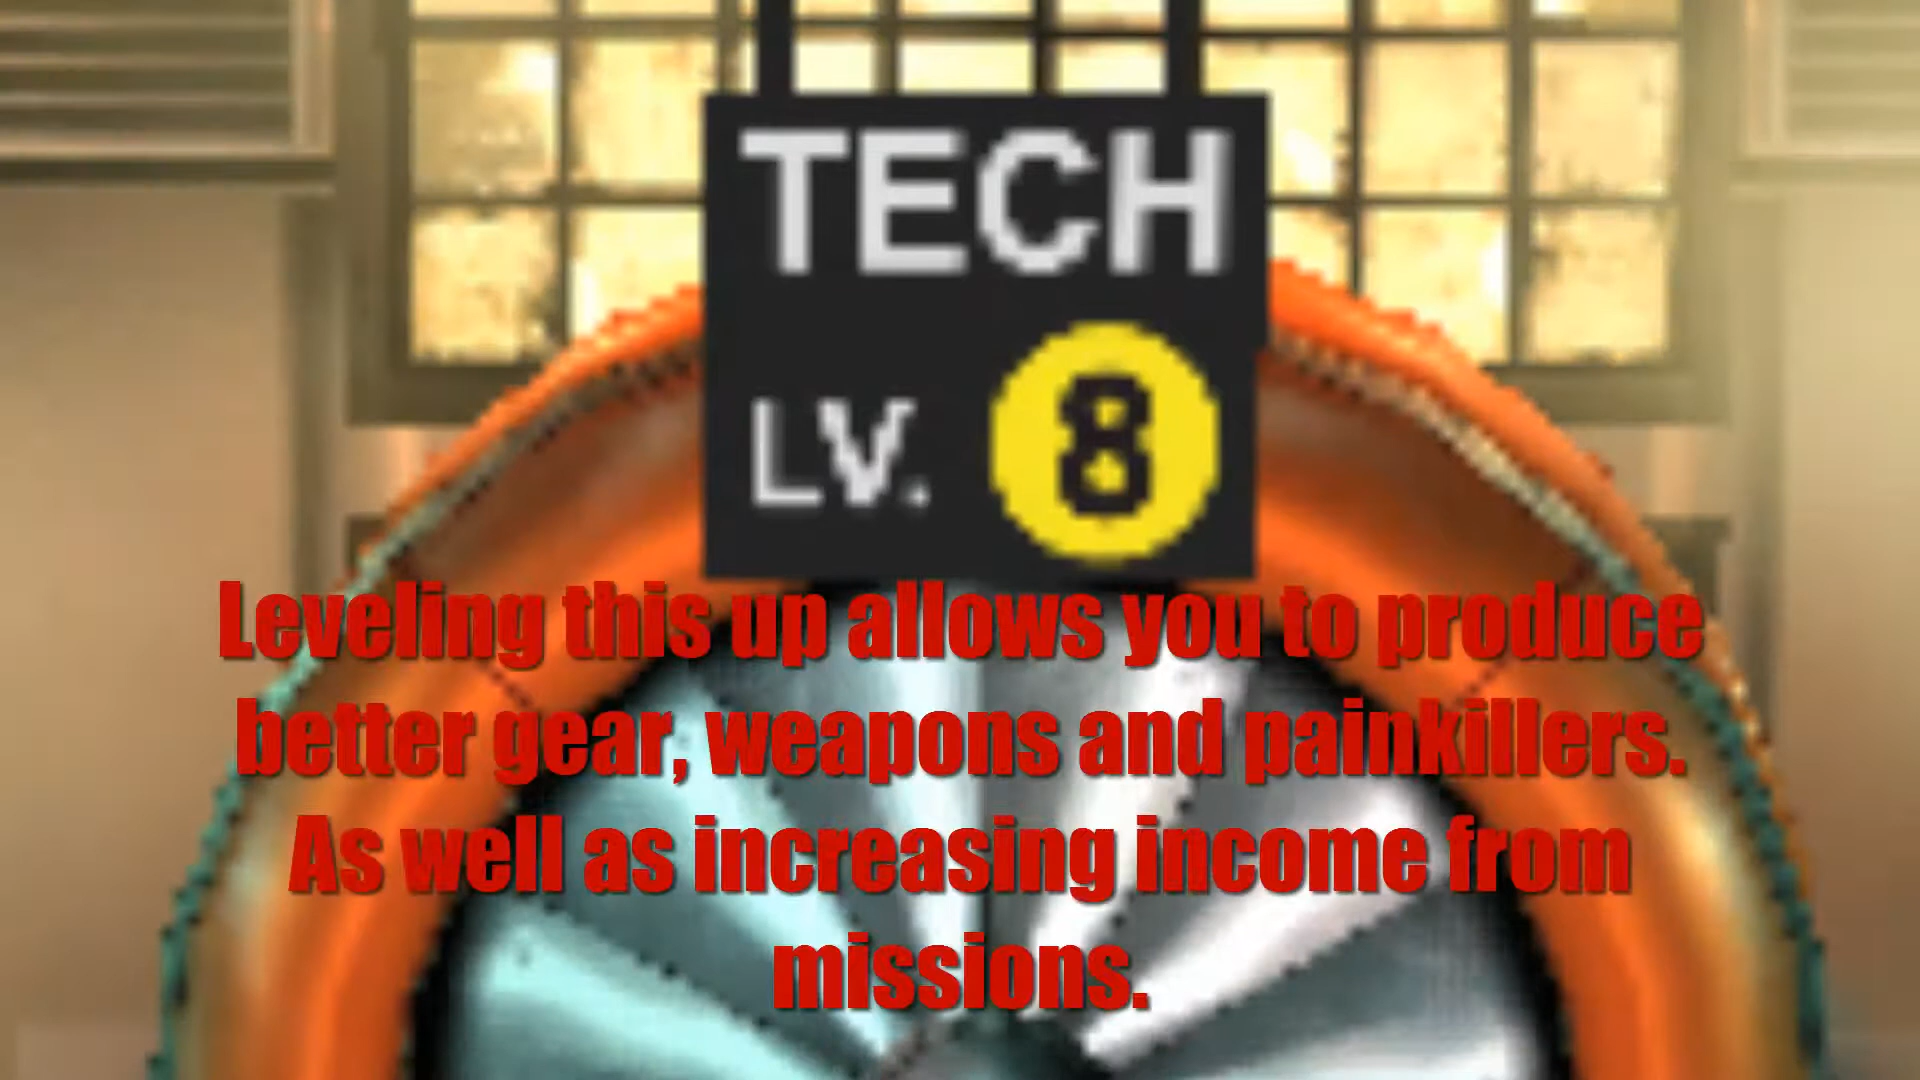 TECH
LV. 8
Leveling this up allows you to produce
better gear, weapons and painkillers.
As well as increasing income from
missions.